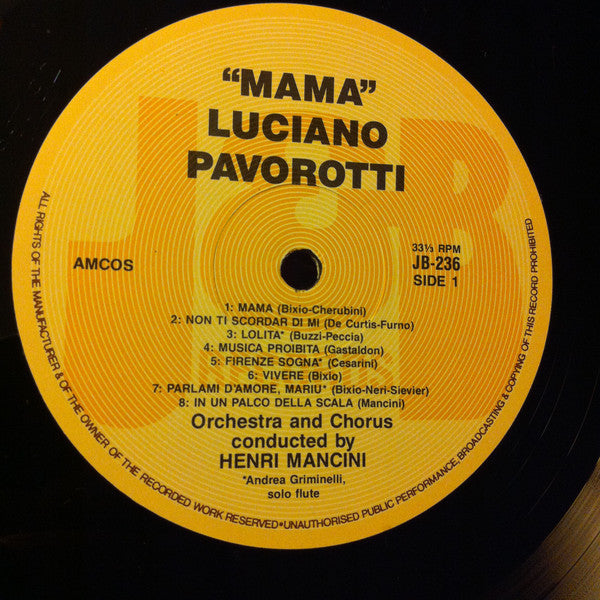 "MAMA"
LUCIANO
PAVOROTTI
AMCOS
33⅓ RPM
JB-236
SIDE 1
1: MAMA (Bixio-Cherubini)
2: NON TI SCORDAR DI MI (De Curtis-Furno)
3: LOLITA* (Buzzi-Peccia)
4: MUSICA PROIBITA (Gastaldon)
5: FIRENZE SOGNA* (Cesarini)
6: VIVERE (Bixio)
7: PARLAMI D'AMORE, MARIU* (Bixio-Neri-Sievier)
8: IN UN PALCO DELLA SCALA (Mancini)
Orchestra and Chorus
conducted by
HENRI MANCINI
*Andrea Griminelli,
solo flute
ALL RIGHTS OF THE MANUFACTURER & OF THE OWNER OF THE RECORDED WORK RESERVED•UNAUTHORISED PUBLIC PERFORMANCE, BROADCASTING & COPYING OF THIS RECORD PROHIBITED